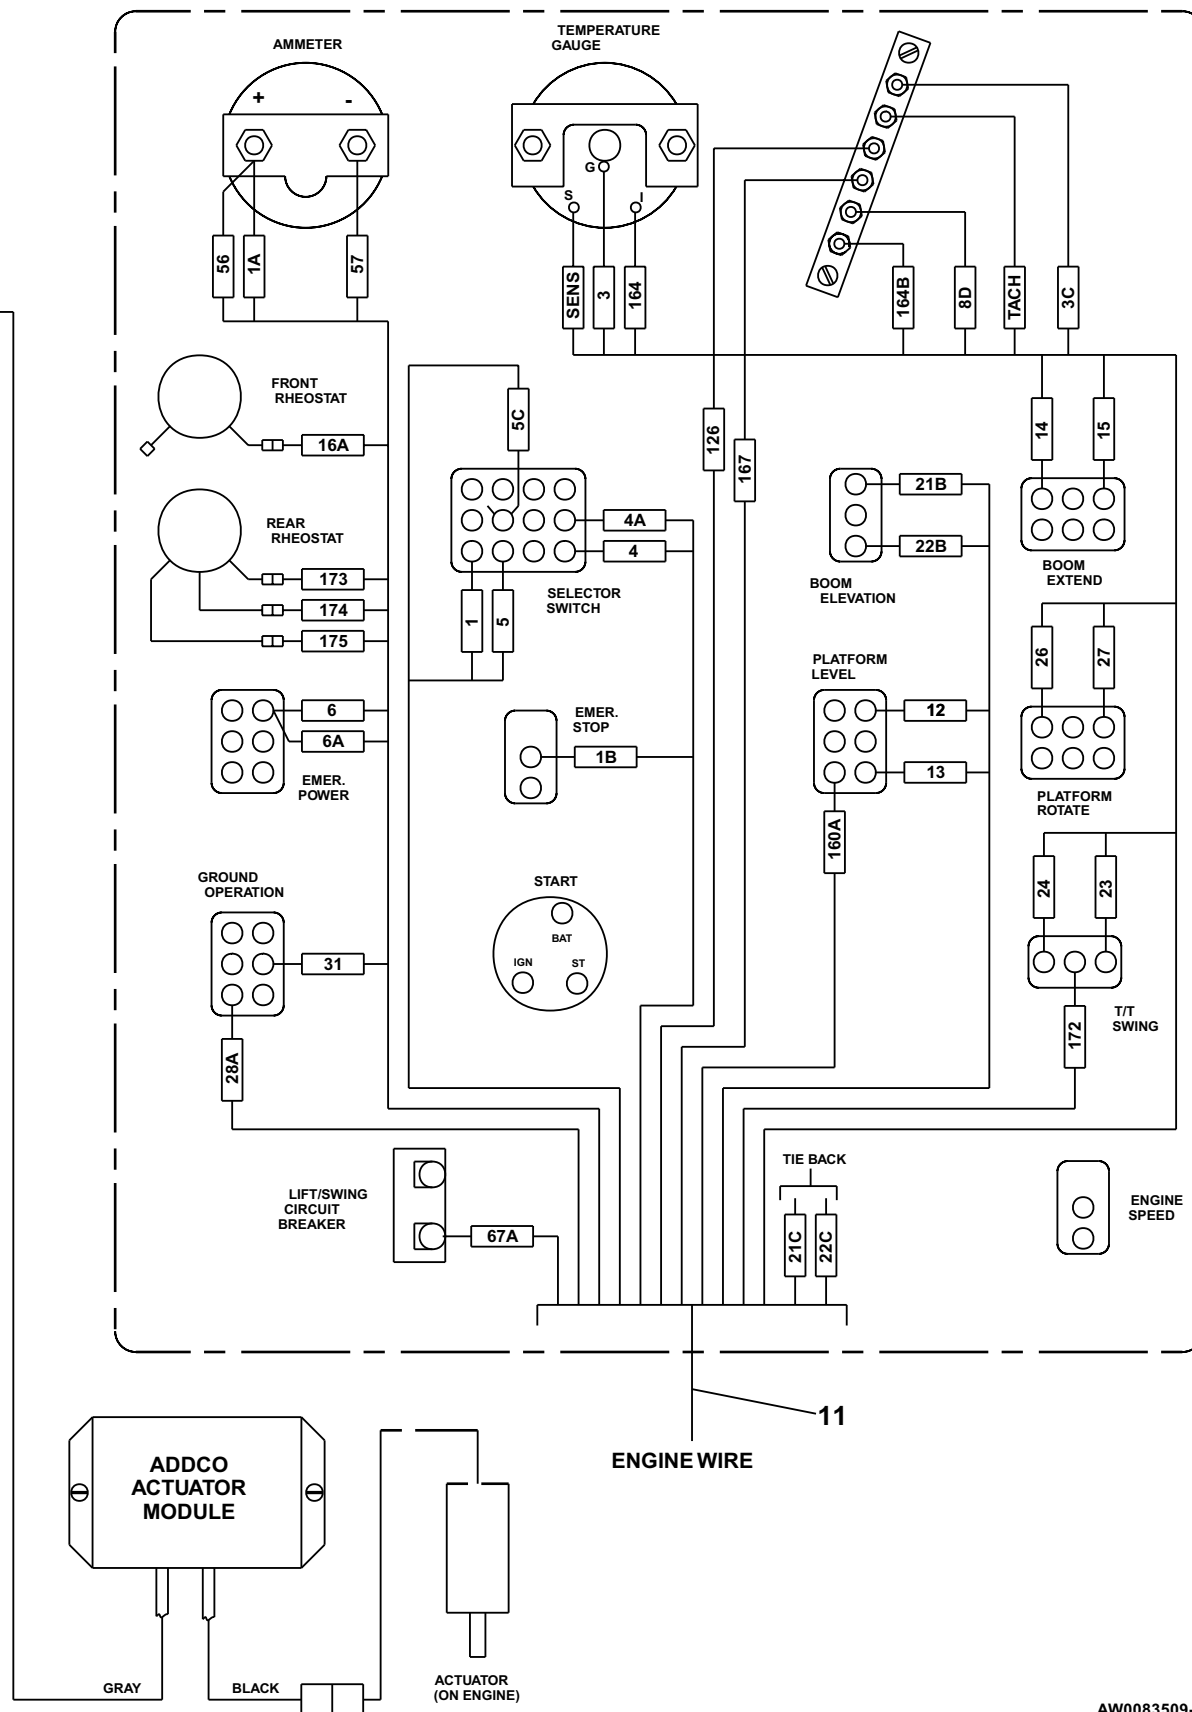 AMMETER
+ -
56
1A
57
TEMPERATURE
GAUGE
G
S
I
SENS
3
164
164B
8D
TACH
3C
FRONT
RHEOSTAT
16A
REAR
RHEOSTAT
173
174
175
5C
4A
4
1
5
SELECTOR
SWITCH
126
167
21B
22B
BOOM
ELEVATION
14
15
BOOM
EXTEND
6
6A
EMER.
POWER
EMER.
STOP
1B
PLATFORM
LEVEL
12
13
160A
26
27
PLATFORM
ROTATE
GROUND
OPERATION
31
28A
START
BAT
IGN
ST
24
23
172
T/T
SWING
LIFT/SWING
CIRCUIT
BREAKER
67A
TIE BACK
21C
22C
ENGINE
SPEED
11
ENGINE WIRE
ADDCO
ACTUATOR
MODULE
GRAY
BLACK
ACTUATOR
(ON ENGINE)
AW0083509-